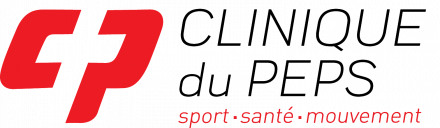 CLINIQUE
du PEPS
sport • santé • mouvement